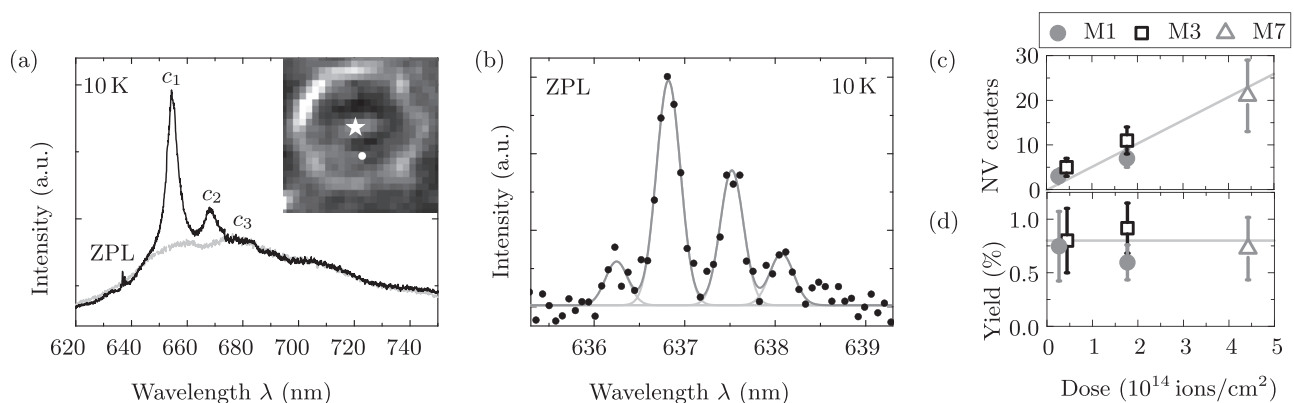 M1 M3 M7
(a)
10 K
c1
c2
c3
ZPL
Intensity (a.u.)
620 640 660 680 700 720 740
Wavelength λ (nm)
(b)
ZPL 10 K
Intensity (a.u.)
636 637 638 639
Wavelength λ (nm)
(c)
30
20
10
0
NV centers
(d)
1.0
0.5
0.0
Yield (%)
0 1 2 3 4 5
Dose (10^14 ions/cm^2)